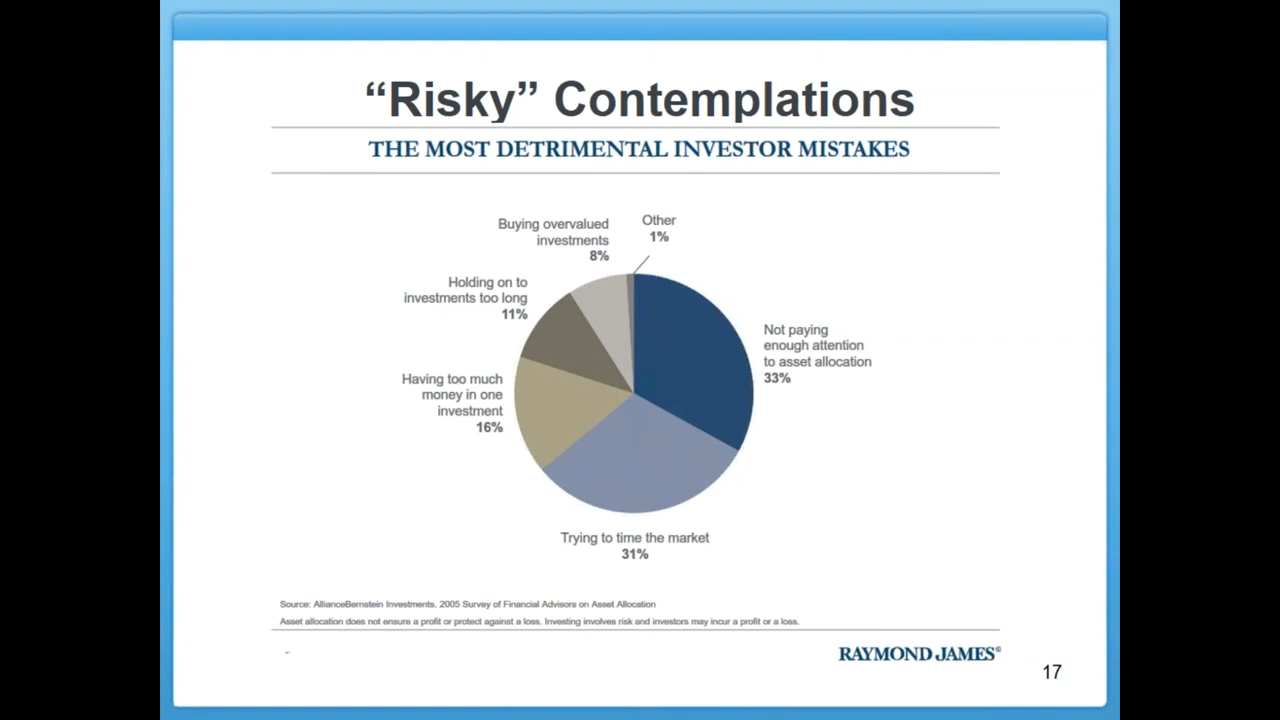 “Risky” Contemplations
THE MOST DETRIMENTAL INVESTOR MISTAKES
Other
1%
Buying overvalued
investments
8%
Holding on to
investments too long
11%
Not paying
enough attention
to asset allocation
33%
Having too much
money in one
investment
16%
Trying to time the market
31%
Source: AllianceBernstein Investments. 2005 Survey of Financial Advisors on Asset Allocation
Asset allocation does not ensure a profit or protect against a loss. Investing involves risk and investors may incur a profit or a loss.
RAYMOND JAMES®
17